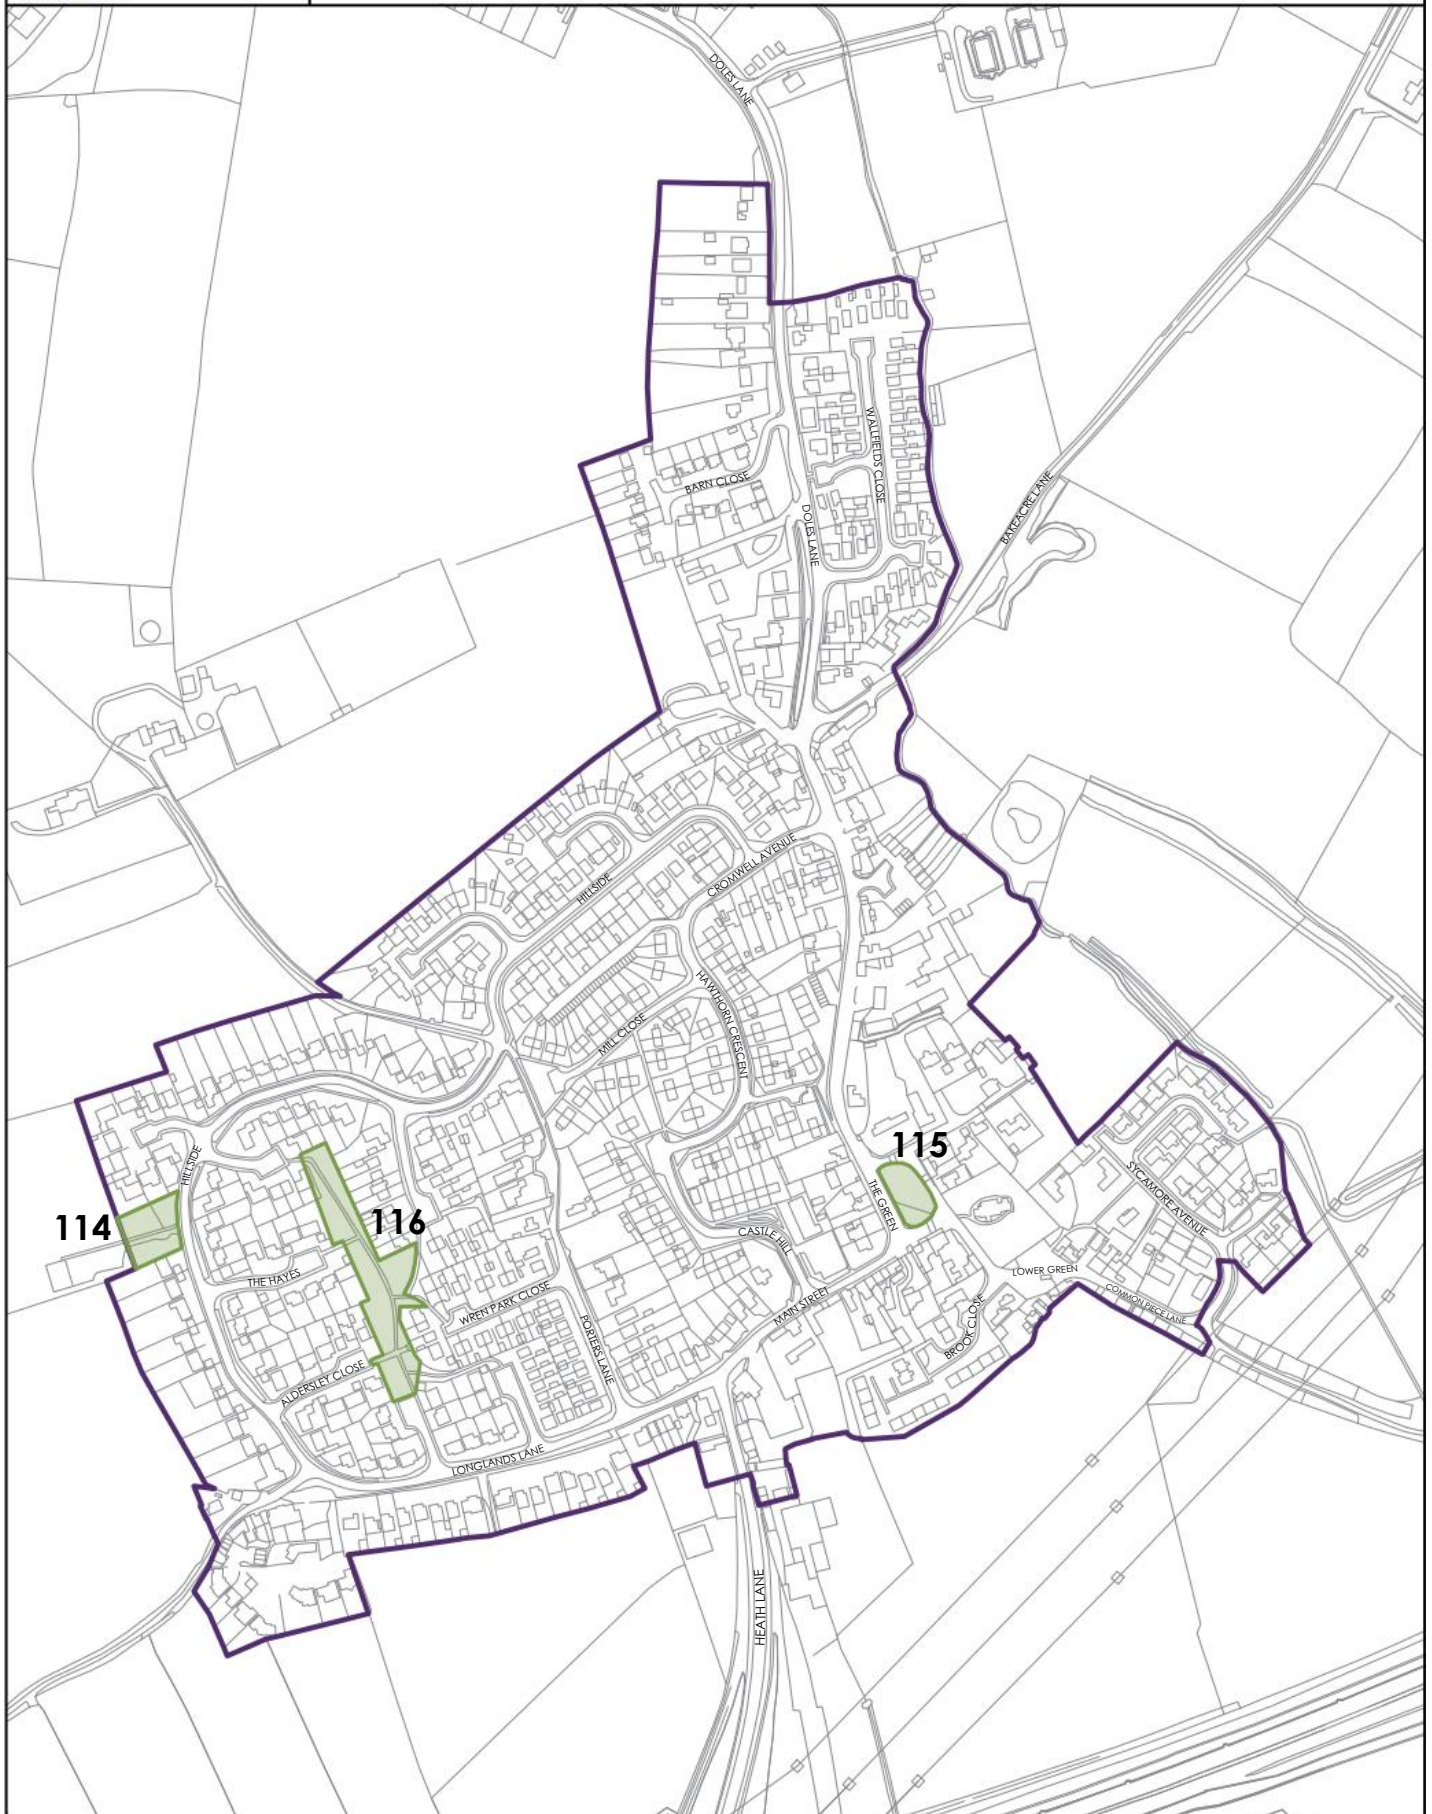 DOLES LANE
WALLFIELDS CLOSE
BARN CLOSE
BAKEACRE LANE
DOLES LANE
CROMWELL AVENUE
HILLSIDE
HAWTHORN CRESCENT
MILL CLOSE
115
HILLSIDE
SYCAMORE AVENUE
THE GREEN
116
114
CASTLE HILL
LOWER GREEN
THE HAYES
COMMON PIECE LANE
WREN PARK CLOSE
MAIN STREET
BROOK CLOSE
PORTERS LANE
ALDERSLEY CLOSE
LONGLANDS LANE
HEATH LANE